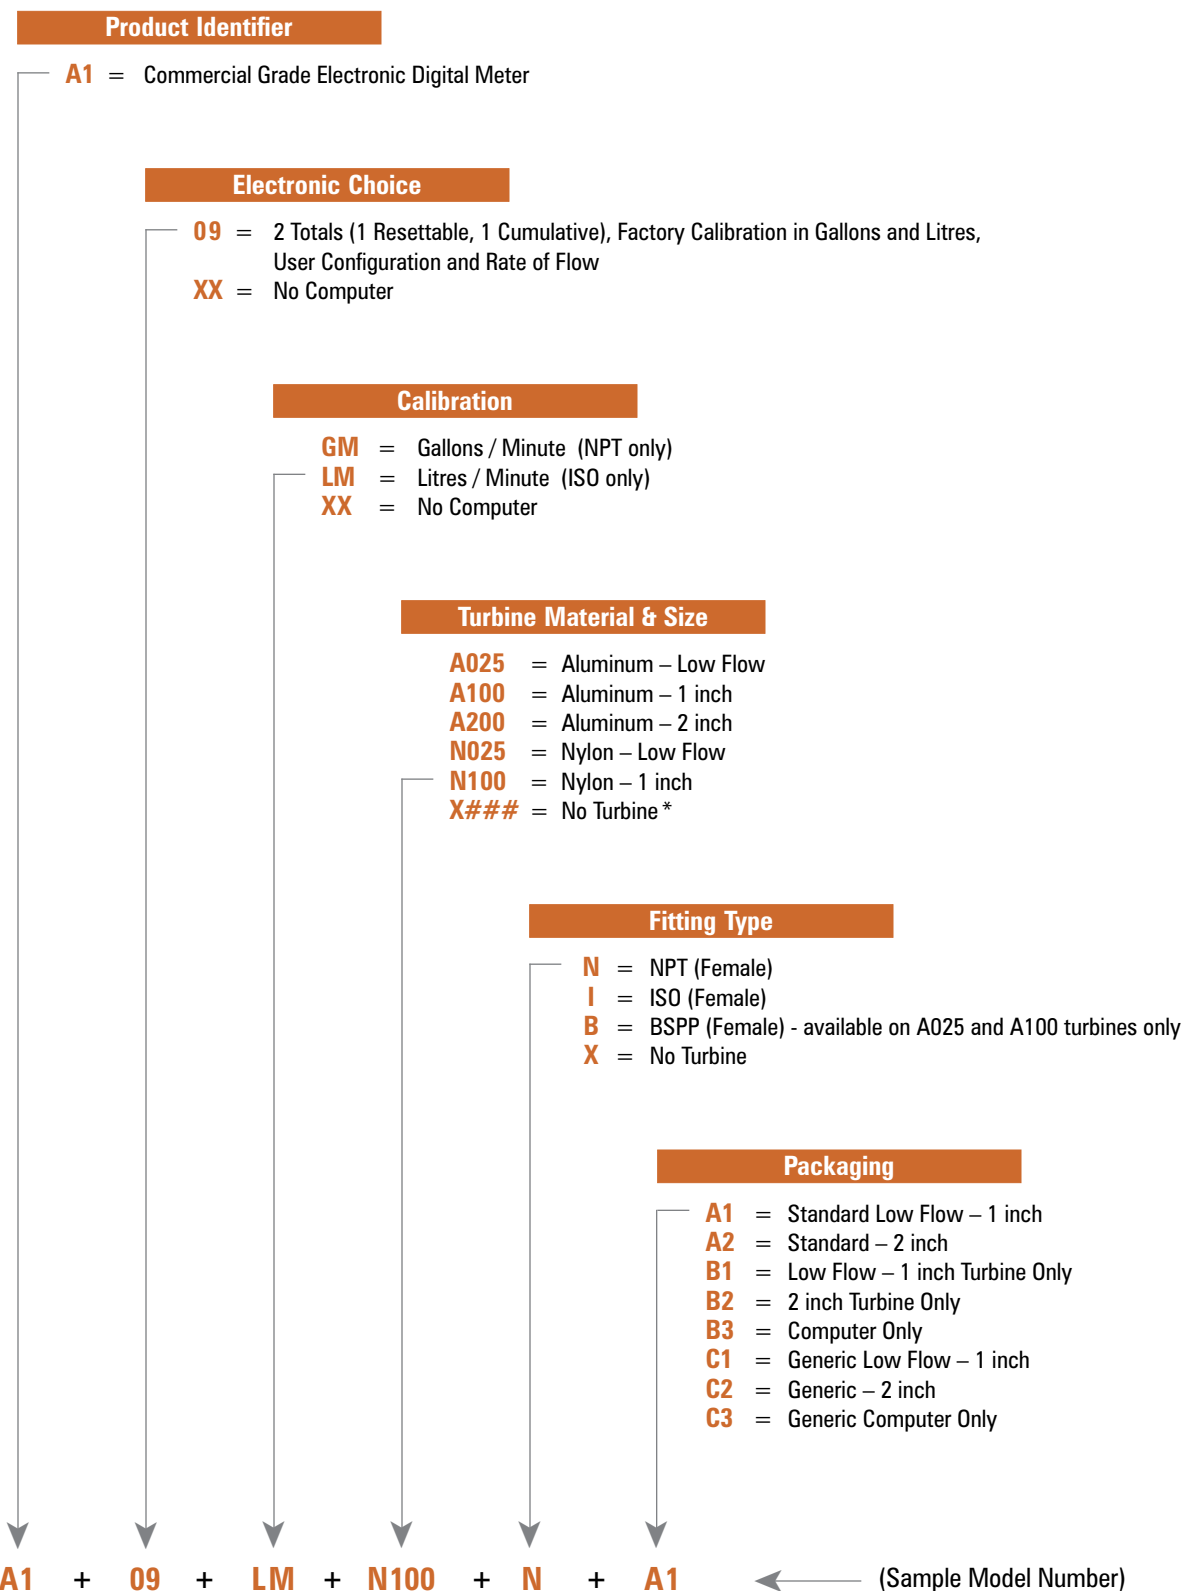 Product Identifier
A1 = Commercial Grade Electronic Digital Meter
Electronic Choice
09 = 2 Totals (1 Resettable, 1 Cumulative), Factory Calibration in Gallons and Litres,
User Configuration and Rate of Flow
XX = No Computer
Calibration
GM = Gallons / Minute (NPT only)
LM = Litres / Minute (ISO only)
XX = No Computer
Turbine Material & Size
A025 = Aluminum – Low Flow
A100 = Aluminum – 1 inch
A200 = Aluminum – 2 inch
N025 = Nylon – Low Flow
N100 = Nylon – 1 inch
X### = No Turbine *
Fitting Type
N = NPT (Female)
I = ISO (Female)
B = BSPP (Female) - available on A025 and A100 turbines only
X = No Turbine
Packaging
A1 = Standard Low Flow – 1 inch
A2 = Standard – 2 inch
B1 = Low Flow – 1 inch Turbine Only
B2 = 2 inch Turbine Only
B3 = Computer Only
C1 = Generic Low Flow – 1 inch
C2 = Generic – 2 inch
C3 = Generic Computer Only
A1 + 09 + LM + N100 + N + A1 (Sample Model Number)